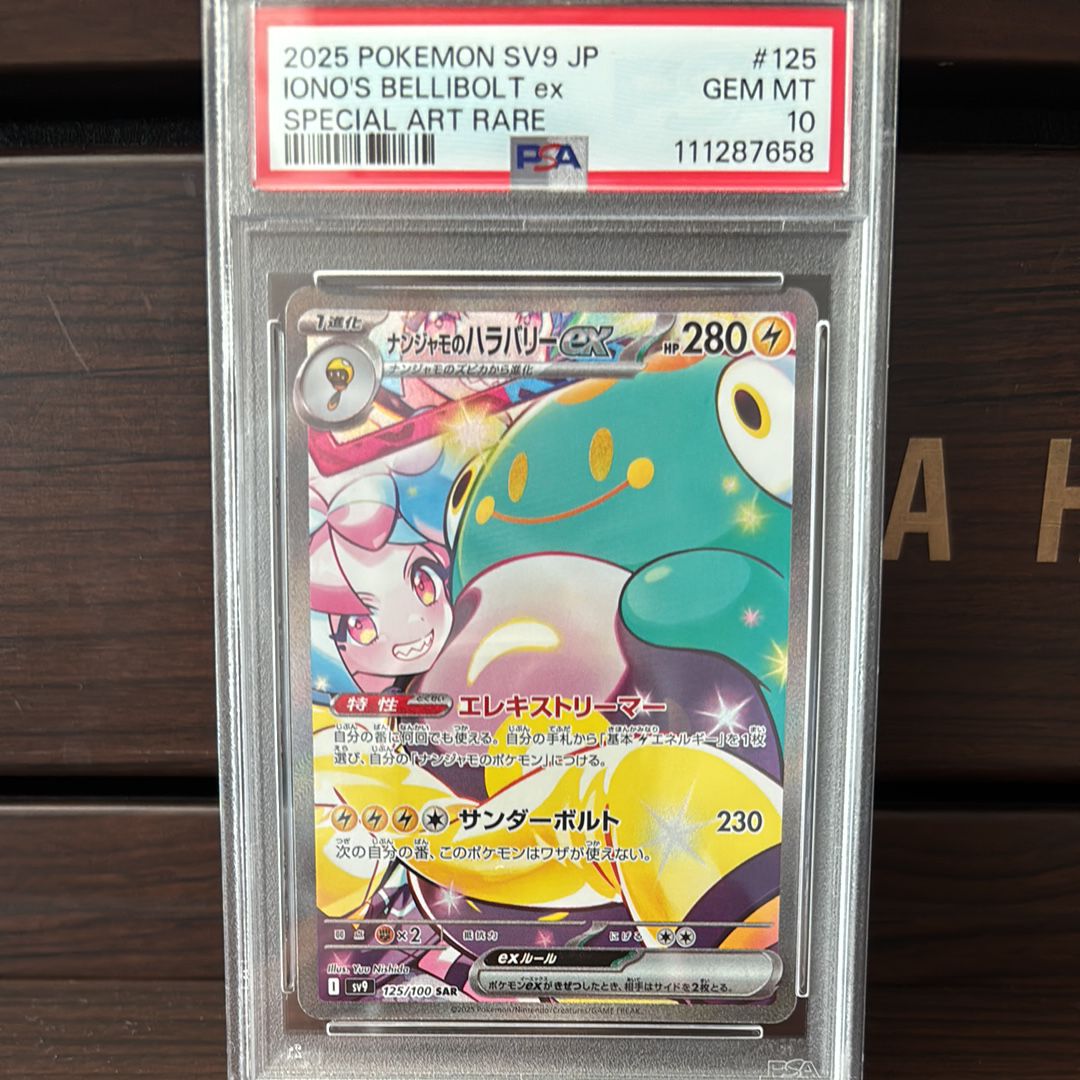 2025 POKEMON SV9 JP #125
IONO'S BELLIBOLT ex GEM MT
SPECIAL ART RARE 10
PSA 111287658
1進化
ナンジャモのハラバリーex HP 280
ナンジャモのズピカから進化
特性 とくせい エレキストリーマー
自分の番に何回でも使える。自分の手札から「基本エネルギー」を1枚
選び、自分の「ナンジャモのポケモン」につける。
サンダーボルト 230
次の自分の番、このポケモンはワザが使えない。
弱点 ×2 抵抗力 にげる
exルール
ポケモンexがきぜつしたとき、相手はサイドを2枚とる。
Illus. Yuu Nishida
I SV9 125/100 SAR
©2025 Pokémon/Nintendo/Creatures/GAME FREAK.
A H
PSA